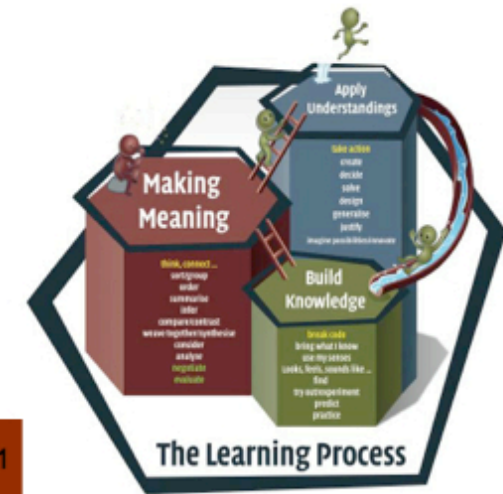 Apply
Understandings
take action
create
decide
solve
design
generalise
justify
imagine possibilities/innovate
Making
Meaning
think, connect ...
sort/group
order
summarise
infer
compare/contrast
weave together/synthesise
consider
analyse
negotiate
evaluate
Build
Knowledge
break code
bring what I know
use my senses
Looks, feels, sounds like ...
find
try out/experiment
predict
practice
The Learning Process
1